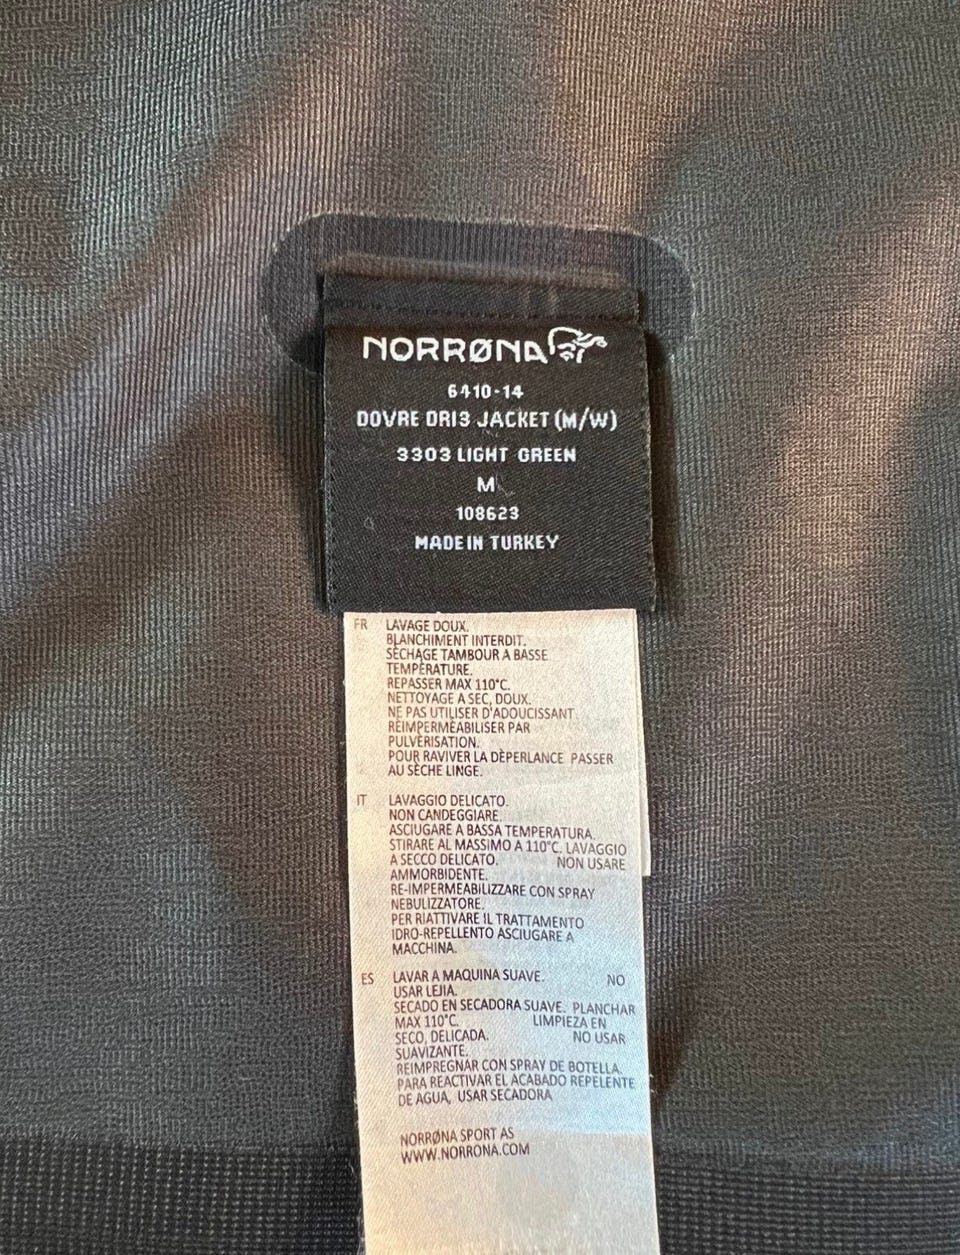 NORRØNA
6410-14
DOVRE DRI3 JACKET (M/W)
3303 LIGHT GREEN
M
108623
MADE IN TURKEY
FR LAVAGE DOUX.
BLANCHIMENT INTERDIT.
SÈCHAGE TAMBOUR A BASSE
TEMPÈRATURE.
REPASSER MAX 110°C.
NETTOYAGE A SEC, DOUX.
NE PAS UTILISER D'ADOUCISSANT
RÈIMPERMÈABILISER PAR
PULVÈRISATION.
POUR RAVIVER LA DÈPERLANCE PASSER
AU SÈCHE LINGE.
IT LAVAGGIO DELICATO.
NON CANDEGGIARE.
ASCIUGARE A BASSA TEMPERATURA.
STIRARE AL MASSIMO A 110°C. LAVAGGIO
A SECCO DELICATO. NON USARE
AMMORBIDENTE.
RE-IMPERMEABILIZZARE CON SPRAY
NEBULIZZATORE.
PER RIATTIVARE IL TRATTAMENTO
IDRO-REPELLENTO ASCIUGARE A
MACCHINA.
ES LAVAR A MAQUINA SUAVE. NO
USAR LEJIA.
SECADO EN SECADORA SUAVE. PLANCHAR
MAX 110°C. LIMPIEZA EN
SECO, DELICADA. NO USAR
SUAVIZANTE.
REIMPREGNAR CON SPRAY DE BOTELLA.
PARA REACTIVAR EL ACABADO REPELENTE
DE AGUA, USAR SECADORA
NORRØNA SPORT AS
WWW.NORRONA.COM